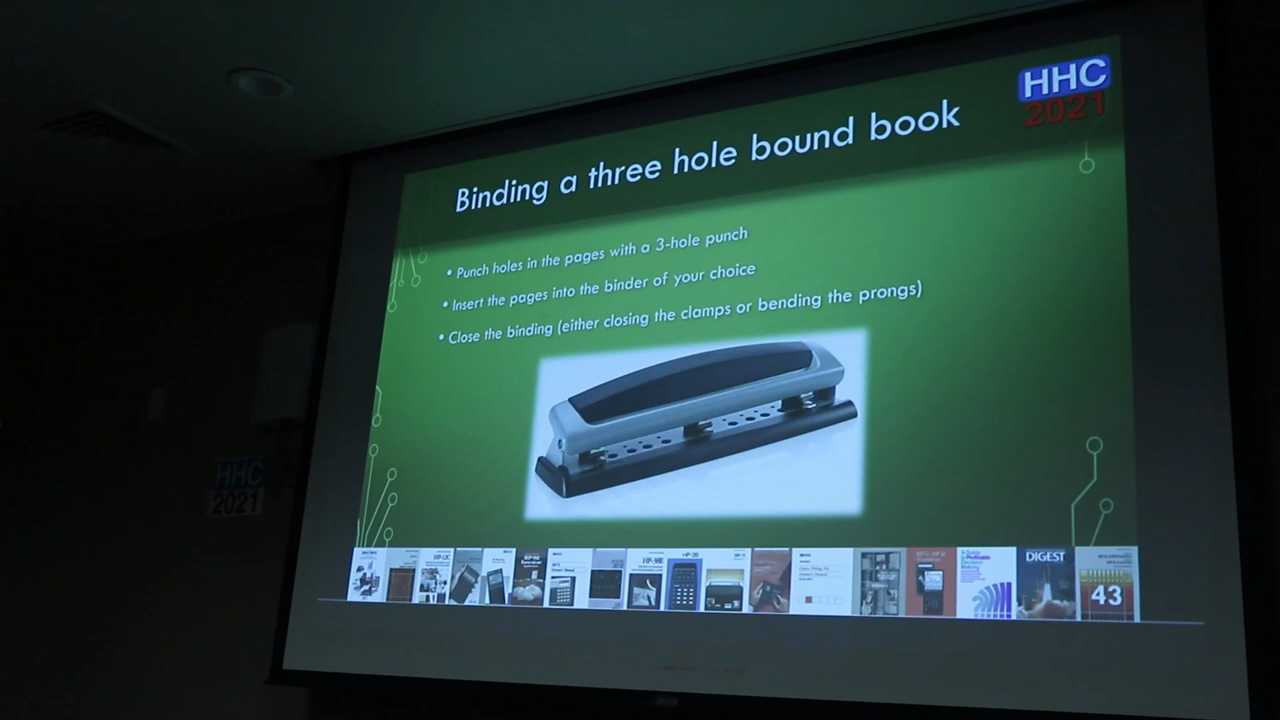 HHC
2021
Binding a three hole bound book
• Punch holes in the pages with a 3-hole punch
• Insert the pages into the binder of your choice
• Close the binding (either closing the clamps or bending the prongs)
HHC
2021
DIGEST
43